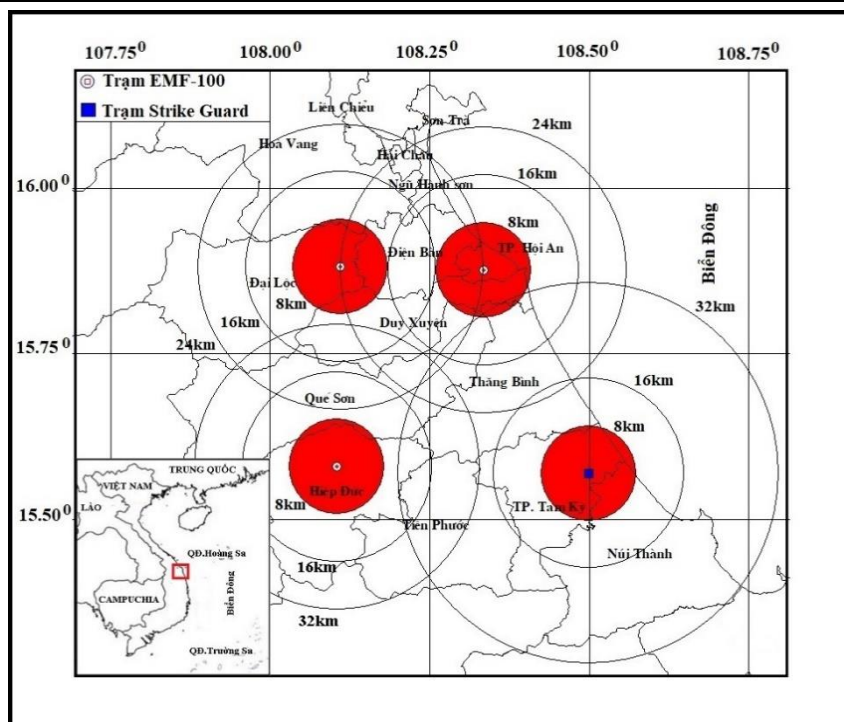 107.75⁰ 108.00⁰ 108.25⁰ 108.50⁰ 108.75⁰
Trạm EMF-100
Trạm Strike Guard
Liên Chiểu
Sơn Trà
24km
Hòa Vang
Hải Châu
16km
16.00⁰
Ngũ Hành sơn
8km
TP. Hội An
Điện Bàn
Biển Đông
Đại Lộc
8km
32km
16km
Duy Xuyên
24km
15.75⁰
Thăng Bình
16km
Quế Sơn
8km
TRUNG QUỐC
VIỆT NAM
Hiệp Đức
8km
LÀO
TP. Tam Kỳ
15.50⁰
Tiên Phước
Núi Thành
QĐ.Hoàng Sa
16km
Biển Đông
CAMPUCHIA
32km
QĐ.Trường Sa